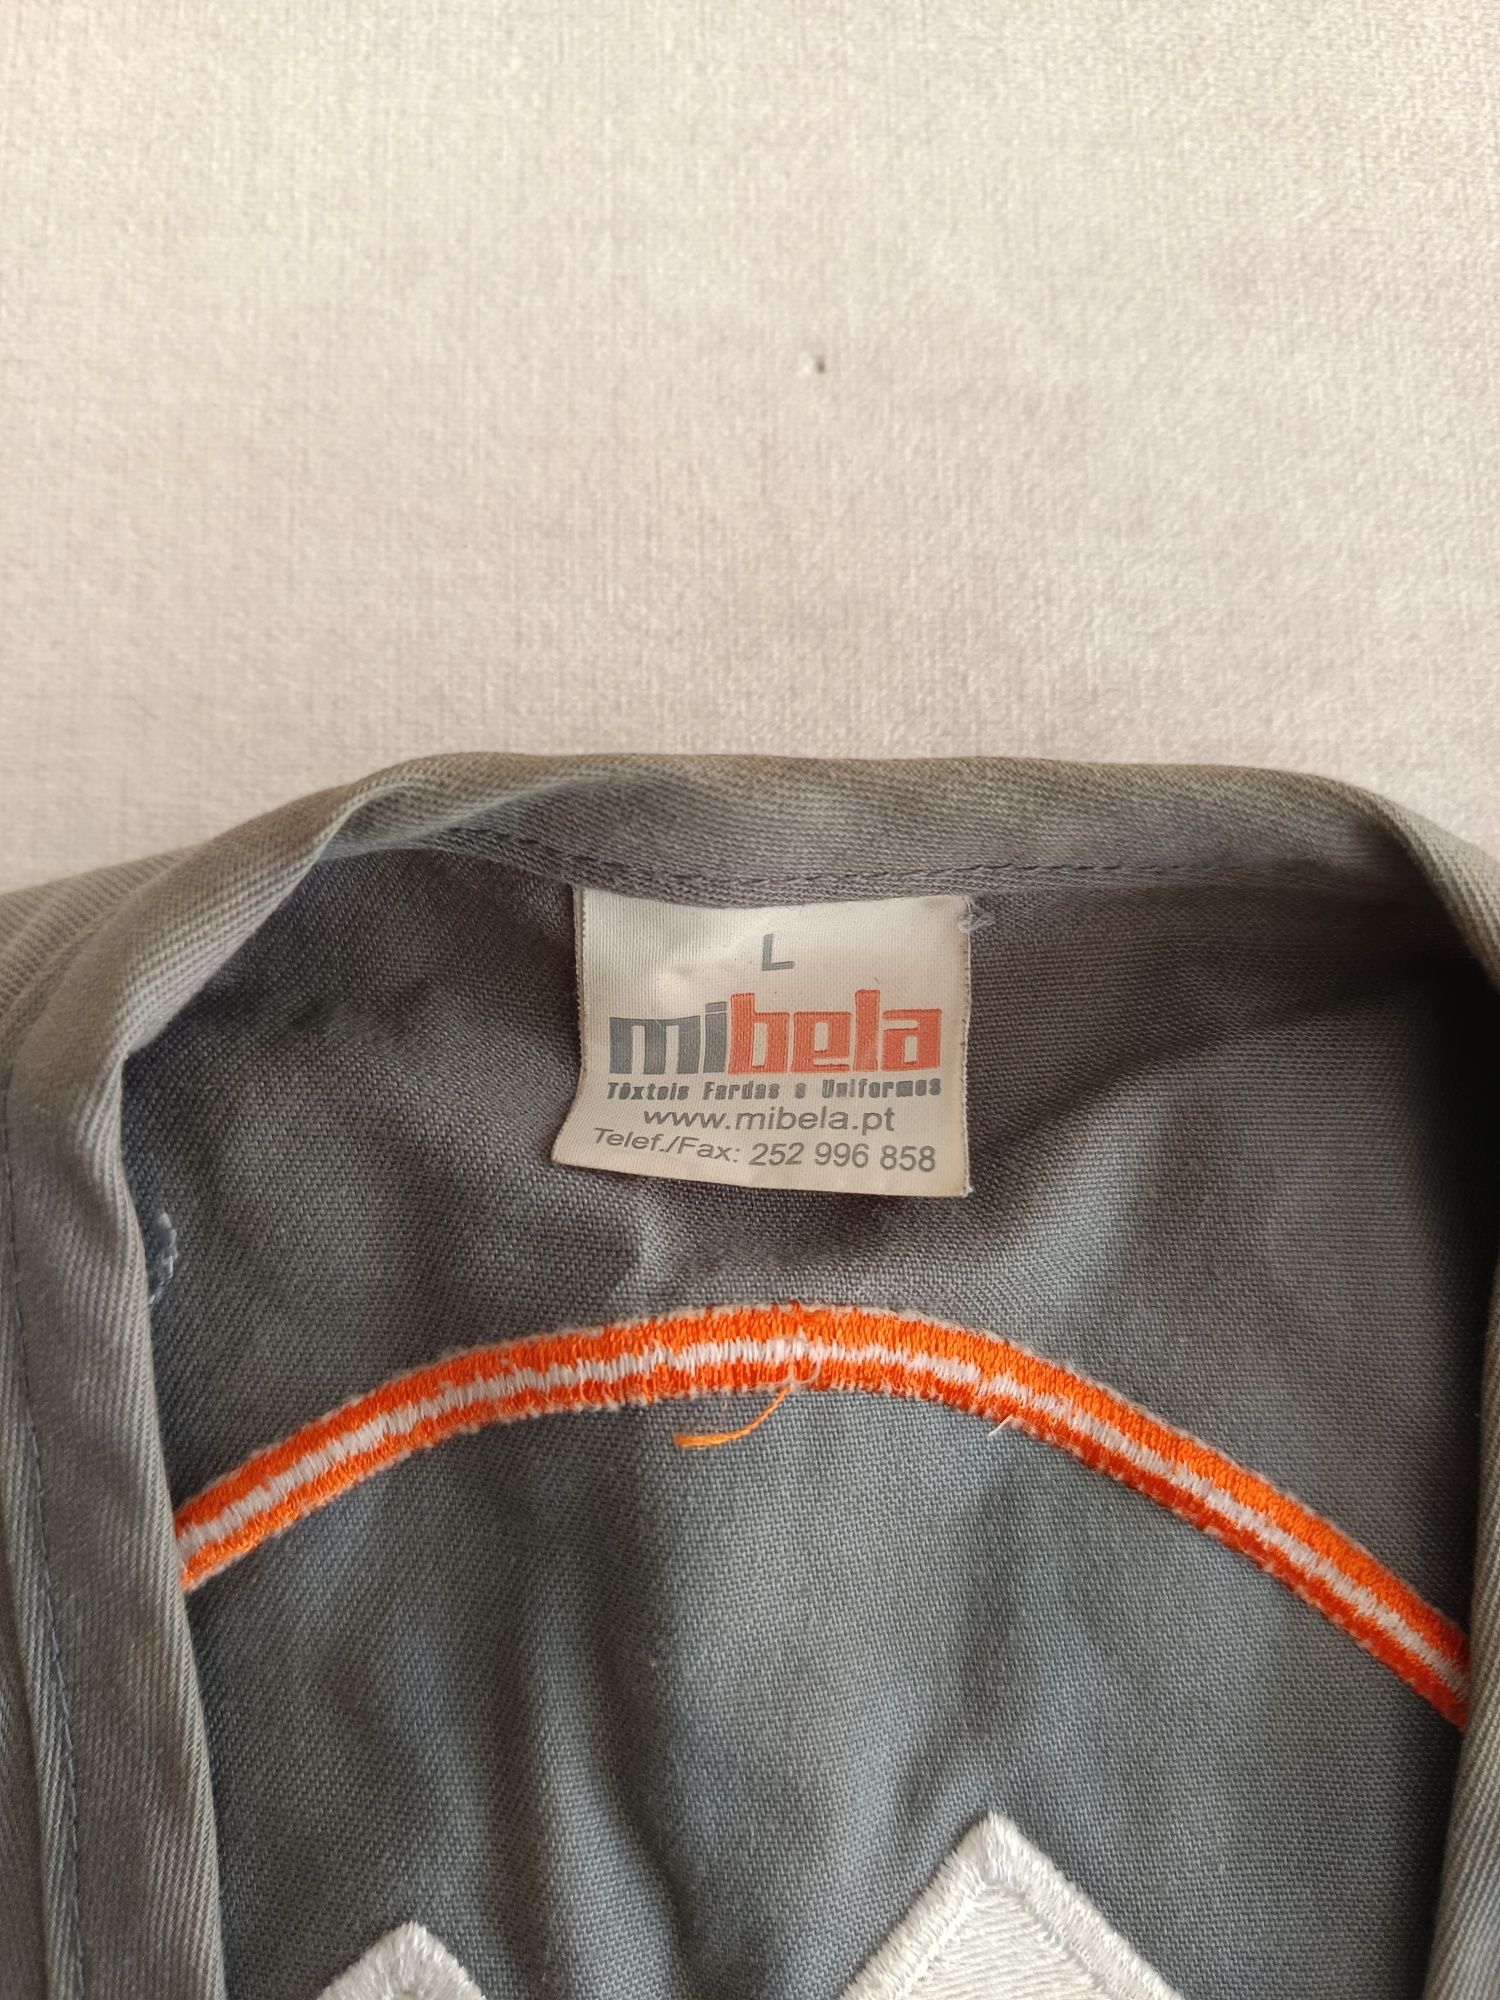 L
mibela
Têxteis Fardas e Uniformes
www.mibela.pt
Telef./Fax: 252 996 858